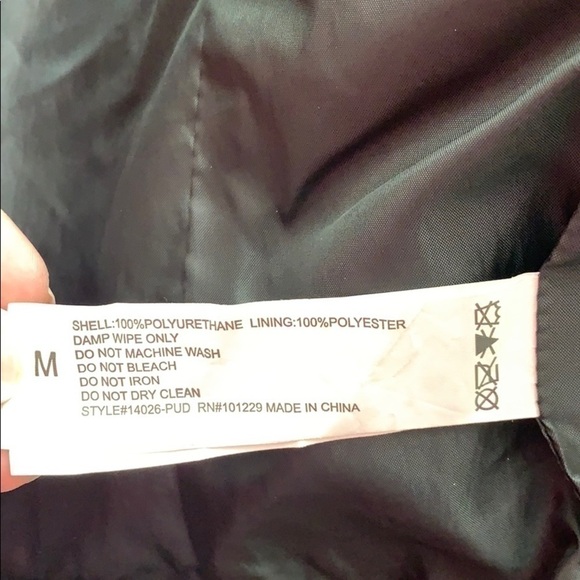 M
SHELL:100%POLYURETHANE LINING:100%POLYESTER
DAMP WIPE ONLY
DO NOT MACHINE WASH
DO NOT BLEACH
DO NOT IRON
DO NOT DRY CLEAN
STYLE#14026-PUD RN#101229 MADE IN CHINA